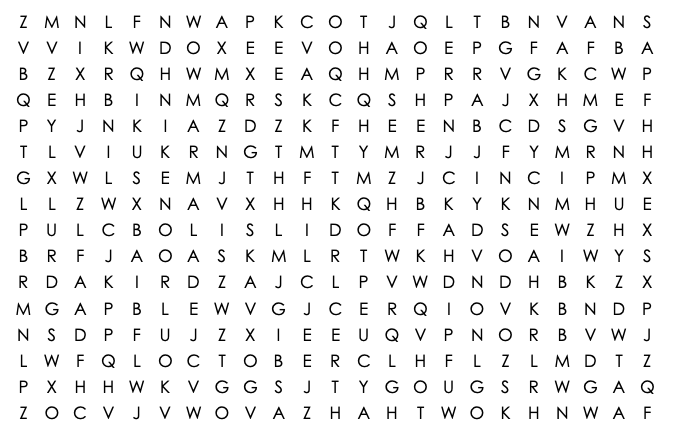 Z M N L F N W A P K C O T J Q L T B N V A N S
V V I K W D O X E E V O H A O E P G F A F B A
B Z X R Q H W M X E A Q H M P R R V G K C W P
Q E H B I N M Q R S K C Q S H P A J X H M E F
P Y J N K I A Z D Z K F H E E N B C D S G V H
T L V I U K R N G T M T Y M R J J F Y M R N H
G X W L S E M J T H F T M Z J C I N C I P M X
L L Z W X N A V X H H K Q H B K Y K N M H U E
P U L C B O L I S L I D O F F A D S E W Z H X
B R F J A O A S K M L R T W K H V O A I W Y S
R D A K I R D Z A J C L P V W D N D H B K Z X
M G A P B L E W V G J C E R Q I O V K B N D P
N S D P F U J Z X I E E U Q V P N O R B V W J
L W F Q L O C T O B E R C L H F L Z L M D T Z
P X H H W K V G G S J T Y G O U G S R W G A Q
Z O C V J V W O V A Z H A H T W O K H N W A F